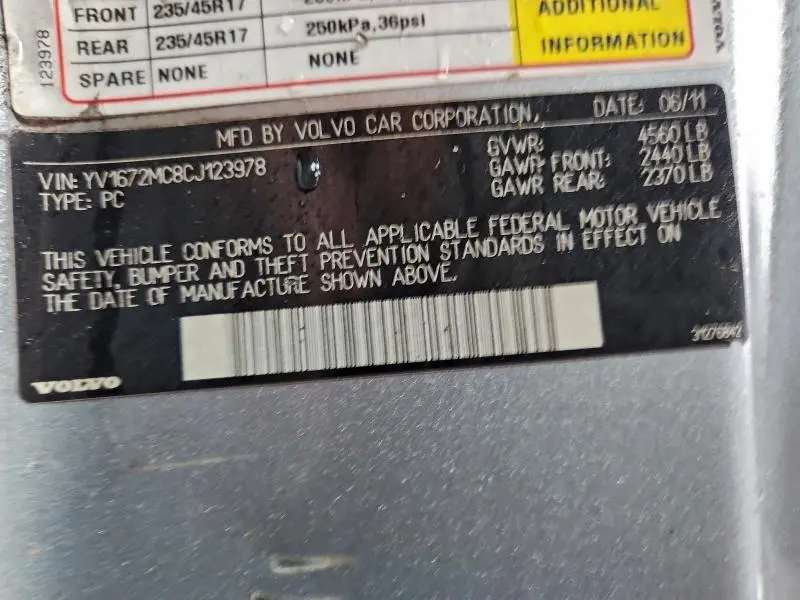 FRONT 235/45R17
ADDITIONAL
REAR 235/45R17 250kPa,36psi
INFORMATION
SPARE NONE NONE
123978
MFD BY VOLVO CAR CORPORATION, DATE: 06/11
VIN: YV1672MC8CJ123978 GVWR: 4560 LB
TYPE: PC GAWR FRONT: 2440 LB
GAWR REAR: 2370 LB
THIS VEHICLE CONFORMS TO ALL APPLICABLE FEDERAL MOTOR VEHICLE
SAFETY, BUMPER AND THEFT PREVENTION STANDARDS IN EFFECT ON
THE DATE OF MANUFACTURE SHOWN ABOVE.
31276842
VOLVO